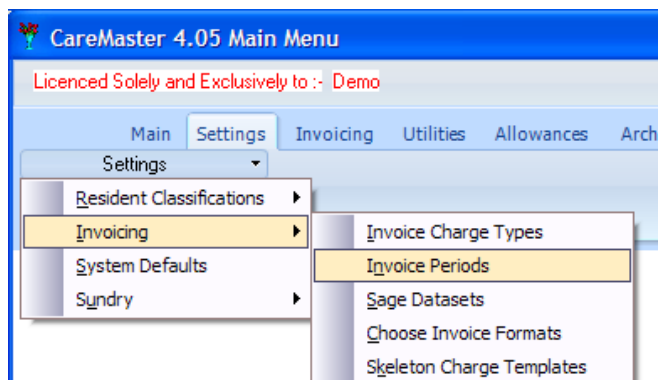 CareMaster 4.05 Main Menu
Licenced Solely and Exclusively to :- Demo
Main Settings Invoicing Utilities Allowances Arch
Settings
Resident Classifications
Invoicing
System Defaults
Sundry
Invoice Charge Types
Invoice Periods
Sage Datasets
Choose Invoice Formats
Skeleton Charge Templates